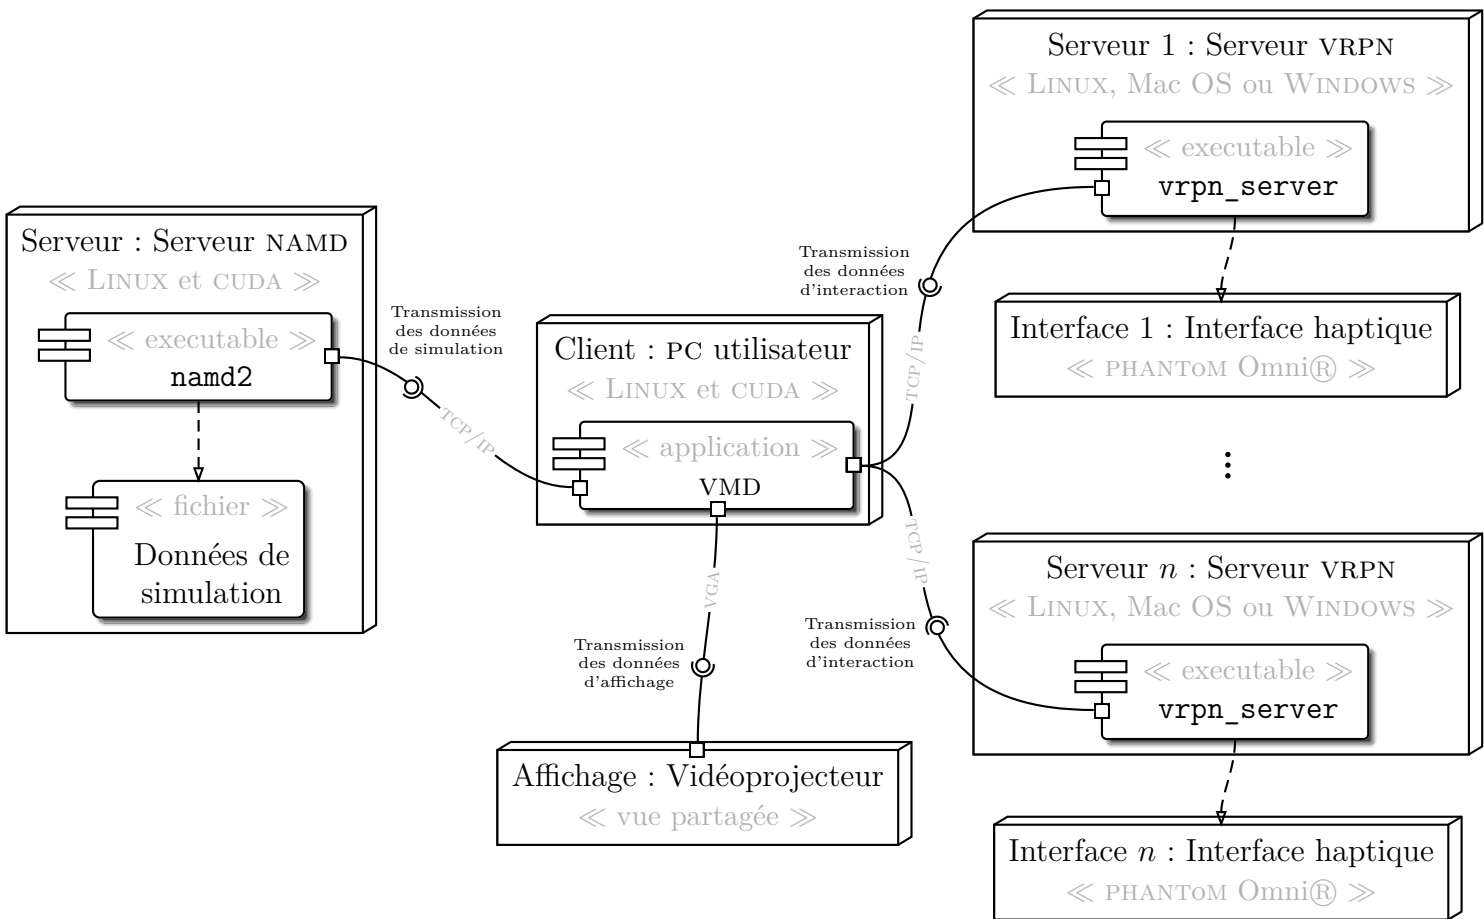 Serveur : Serveur NAMD
≪ LINUX et CUDA ≫
≪ executable ≫
namd2
≪ fichier ≫
Données de
simulation
Transmission
des données
de simulation
TCP/IP
Client : PC utilisateur
≪ LINUX et CUDA ≫
≪ application ≫
VMD
VGA
Transmission
des données
d'affichage
Affichage : Vidéoprojecteur
≪ vue partagée ≫
Transmission
des données
d'interaction
TCP/IP
Serveur 1 : Serveur VRPN
≪ LINUX, Mac OS ou WINDOWS ≫
≪ executable ≫
vrpn_server
Interface 1 : Interface haptique
≪ PHANToM Omni® ≫
⋮
TCP/IP
Transmission
des données
d'interaction
Serveur n : Serveur VRPN
≪ LINUX, Mac OS ou WINDOWS ≫
≪ executable ≫
vrpn_server
Interface n : Interface haptique
≪ PHANToM Omni® ≫